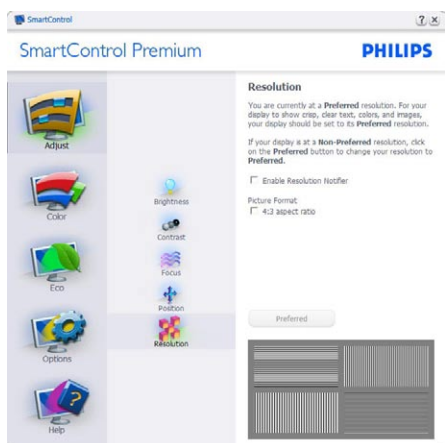 SmartControl
SmartControl Premium
PHILIPS
Adjust
Color
Eco
Options
Help
Brightness
Contrast
Focus
Position
Resolution
Resolution
You are currently at a Preferred resolution. For your
display to show crisp, clear text, colors, and images,
your display should be set to its Preferred resolution.
If your display is at a Non-Preferred resolution, click
on the Preferred button to change your resolution to
Preferred.
Enable Resolution Notifier
Picture Format
4:3 aspect ratio
Preferred